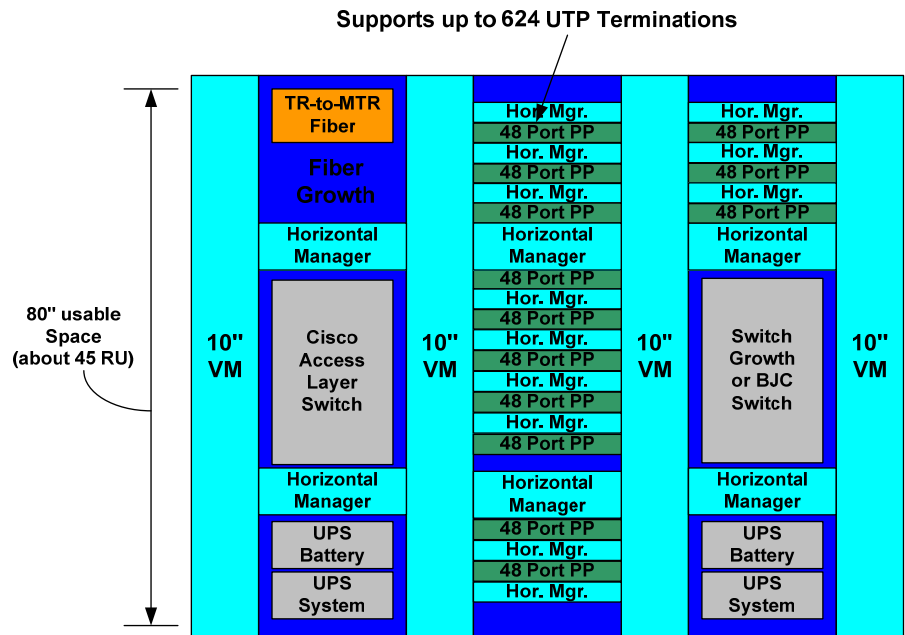 Supports up to 624 UTP Terminations
80" usable
Space
(about 45 RU)
10"
VM
TR-to-MTR
Fiber
Fiber
Growth
Horizontal
Manager
Cisco
Access
Layer
Switch
Horizontal
Manager
UPS
Battery
UPS
System
10"
VM
Hor. Mgr.
48 Port PP
Hor. Mgr.
48 Port PP
Hor. Mgr.
48 Port PP
Horizontal
Manager
48 Port PP
Hor. Mgr.
48 Port PP
Hor. Mgr.
48 Port PP
Hor. Mgr.
48 Port PP
Hor. Mgr.
48 Port PP
Horizontal
Manager
48 Port PP
Hor. Mgr.
48 Port PP
Hor. Mgr.
10"
VM
Hor. Mgr.
48 Port PP
Hor. Mgr.
48 Port PP
Hor. Mgr.
48 Port PP
Horizontal
Manager
Switch
Growth
or BJC
Switch
Horizontal
Manager
UPS
Battery
UPS
System
10"
VM